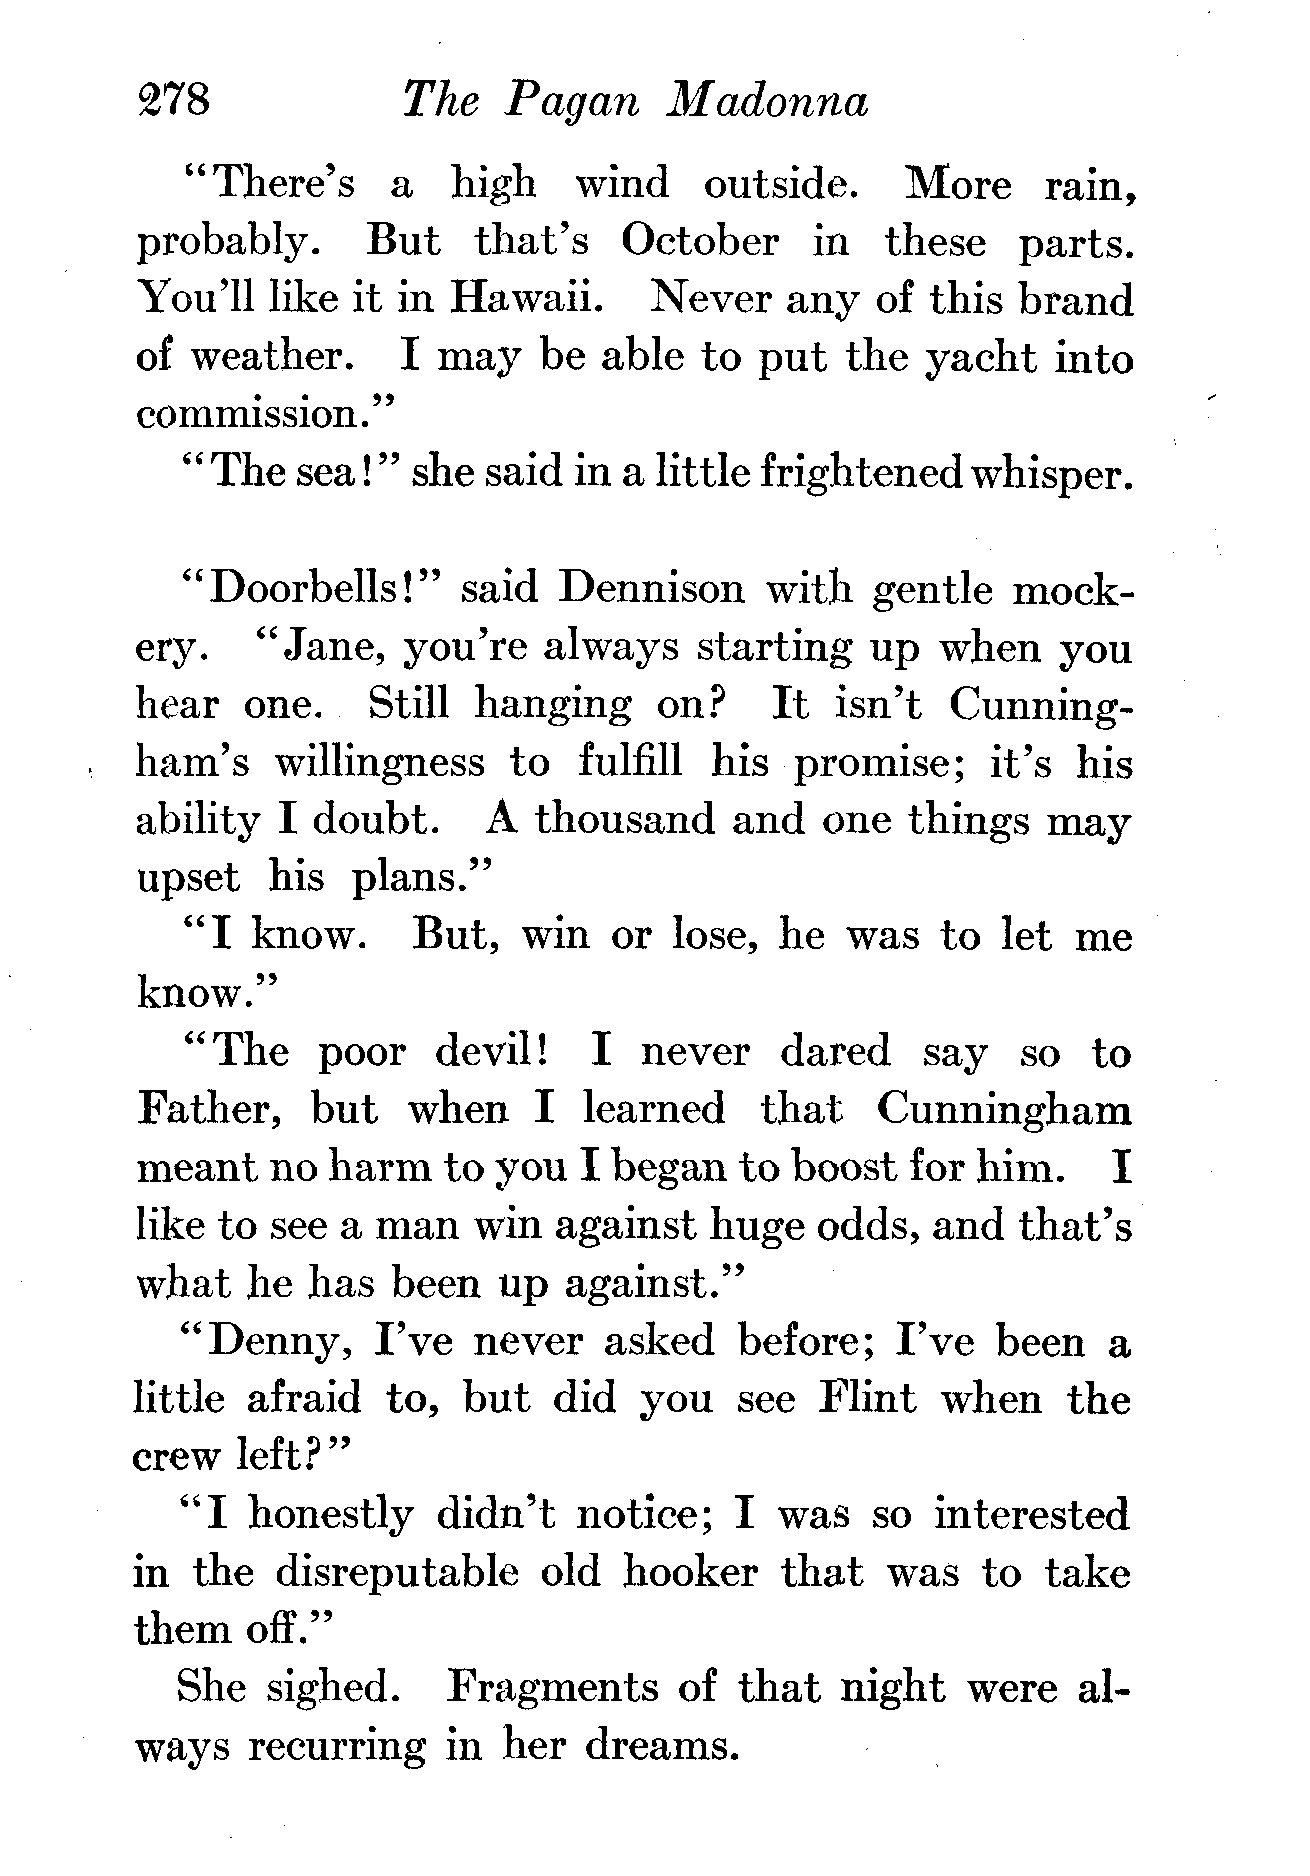 278 The Pagan Madonna
"There's a high wind outside. More rain,
probably. But that's October in these parts.
You'll like it in Hawaii. Never any of this brand
of weather. I may be able to put the yacht into
commission."
"The sea!" she said in a little frightened whisper.
"Doorbells!" said Dennison with gentle mock-
ery. "Jane, you're always starting up when you
hear one. Still hanging on? It isn't Cunning-
ham's willingness to fulfill his promise; it's his
ability I doubt. A thousand and one things may
upset his plans."
"I know. But, win or lose, he was to let me
know."
"The poor devil! I never dared say so to
Father, but when I learned that Cunningham
meant no harm to you I began to boost for him. I
like to see a man win against huge odds, and that's
what he has been up against."
"Denny, I've never asked before; I've been a
little afraid to, but did you see Flint when the
crew left?"
"I honestly didn't notice; I was so interested
in the disreputable old hooker that was to take
them off."
She sighed. Fragments of that night were al-
ways recurring in her dreams.